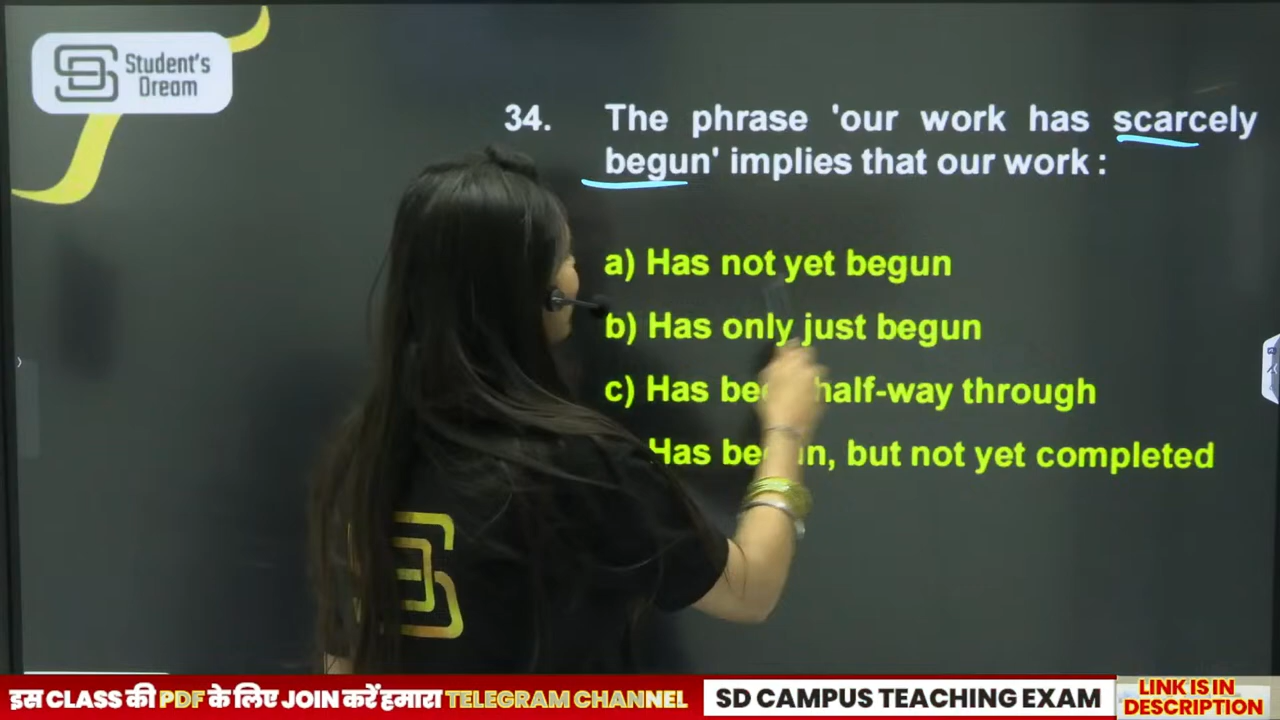 Student's
Dream
34. The phrase 'our work has scarcely
begun' implies that our work :
a) Has not yet begun
b) Has only just begun
c) Has half-way through
Has but not yet completed
इस CLASS की PDF के लिए JOIN करें हमारा TELEGRAM CHANNEL
SD CAMPUS TEACHING EXAM
LINK IS IN
DESCRIPTION